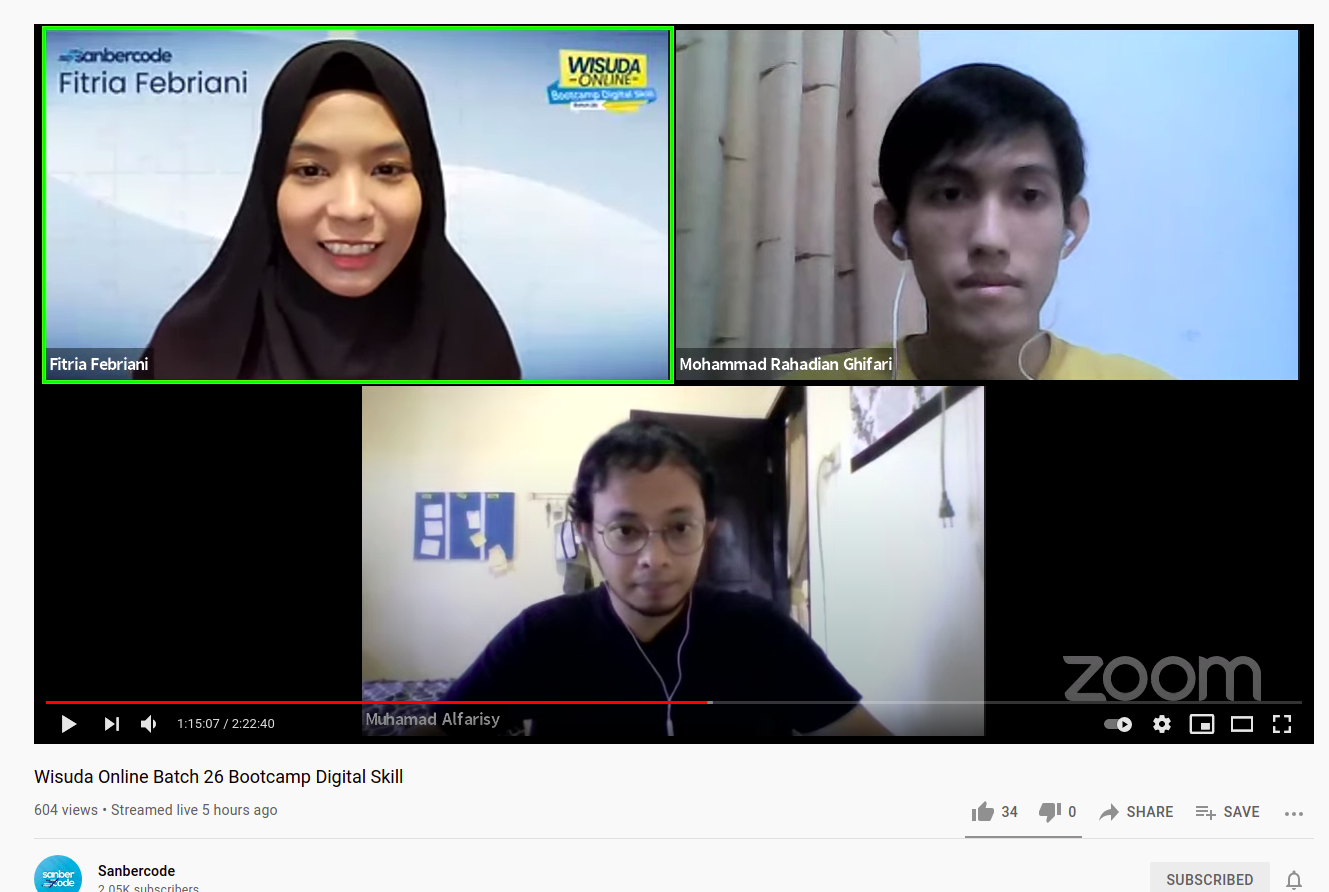 Sanbercode
Fitria Febriani
WISUDA
-ONLINE-
Bootcamp Digital Skill
Fitria Febriani
Mohammad Rahadian Ghifari
Muhamad Alfarisy
zoom
1:15:07 / 2:22:40
Wisuda Online Batch 26 Bootcamp Digital Skill
604 views • Streamed live 5 hours ago
34
0
SHARE
SAVE
sanber
code
Sanbercode
2.05K subscribers
SUBSCRIBED